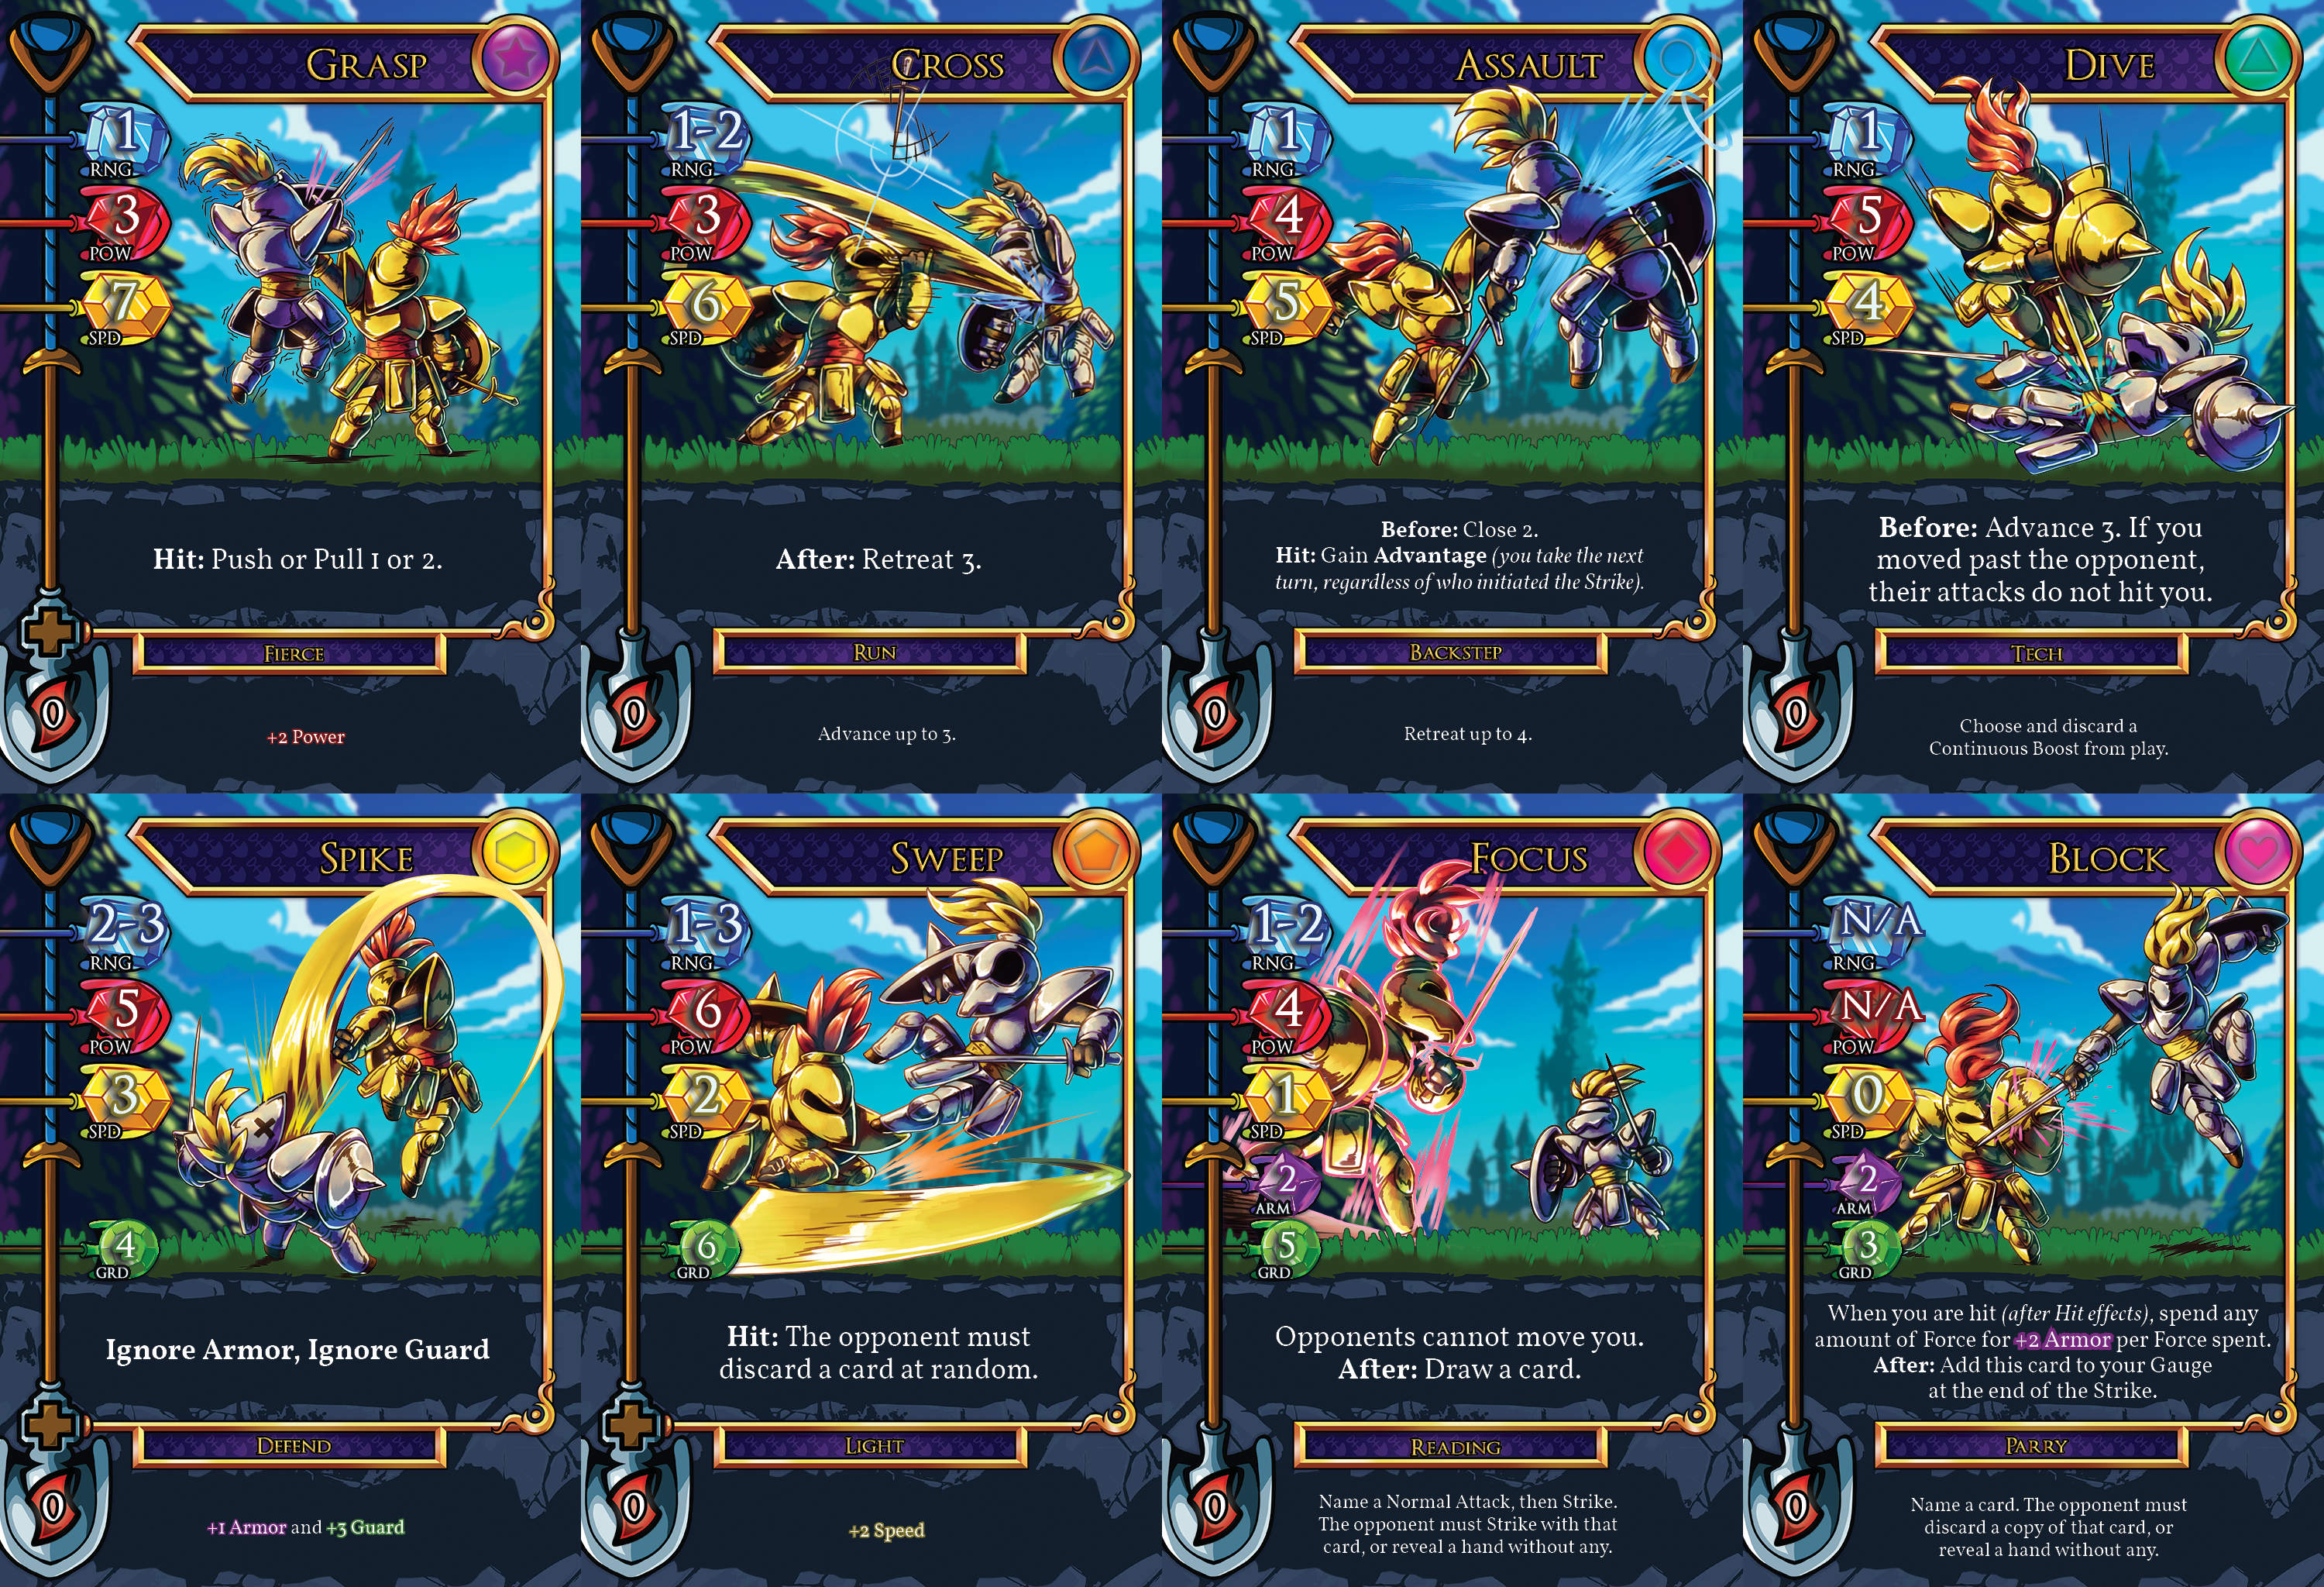 GRASP
1
RNG
3
POW
7
SPD
Hit: Push or Pull 1 or 2.
FIERCE
0
+2 Power
CROSS
1-2
RNG
3
POW
6
SPD
After: Retreat 3.
RUN
0
Advance up to 3.
ASSAULT
1
RNG
4
POW
5
SPD
Before: Close 2.
Hit: Gain Advantage (you take the next
turn, regardless of who initiated the Strike).
BACKSTEP
0
Retreat up to 4.
DIVE
1
RNG
5
POW
4
SPD
Before: Advance 3. If you
moved past the opponent,
their attacks do not hit you.
TECH
0
Choose and discard a
Continuous Boost from play.
SPIKE
2-3
RNG
5
POW
3
SPD
4
GRD
Ignore Armor, Ignore Guard
DEFEND
0
+1 Armor and +3 Guard
SWEEP
1-3
RNG
6
POW
2
SPD
6
GRD
Hit: The opponent must
discard a card at random.
LIGHT
0
+2 Speed
FOCUS
1-2
RNG
4
POW
1
SPD
2
ARM
5
GRD
Opponents cannot move you.
After: Draw a card.
READING
0
Name a Normal Attack, then Strike.
The opponent must Strike with that
card, or reveal a hand without any.
BLOCK
N/A
RNG
N/A
POW
0
SPD
2
ARM
3
GRD
When you are hit (after Hit effects), spend any
amount of Force for +2 Armor per Force spent.
After: Add this card to your Gauge
at the end of the Strike.
PARRY
0
Name a card. The opponent must
discard a copy of that card, or
reveal a hand without any.